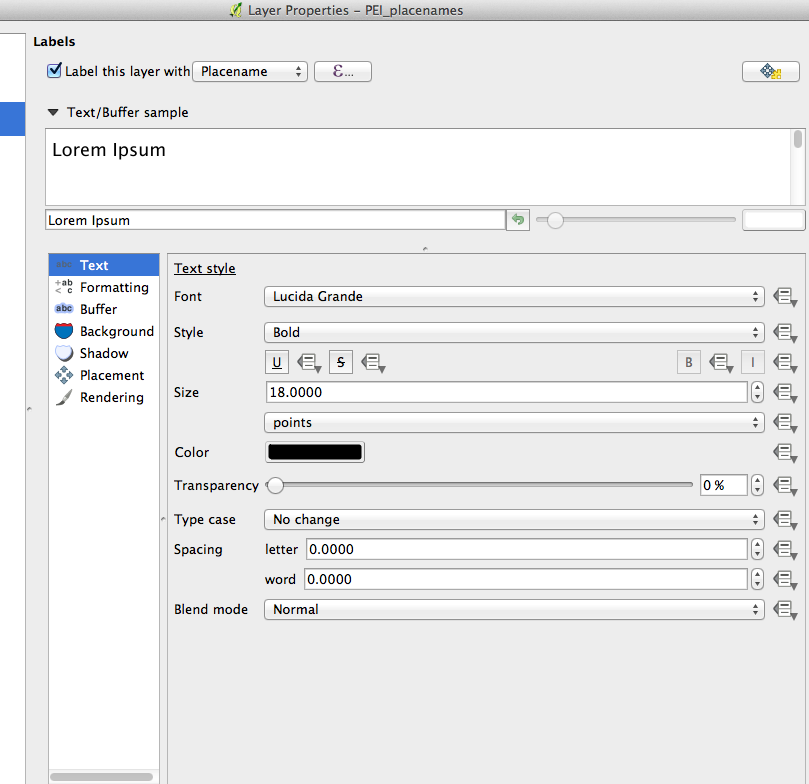 Layer Properties – PEI_placenames
Labels
Label this layer with Placename ε...
Text/Buffer sample
Lorem Ipsum
Lorem Ipsum
abc Text
+ab < c Formatting
abc Buffer
Background
Shadow
Placement
Rendering
Text style
Font Lucida Grande
Style Bold
U S B I
Size 18.0000
points
Color
Transparency 0 %
Type case No change
Spacing letter 0.0000
word 0.0000
Blend mode Normal